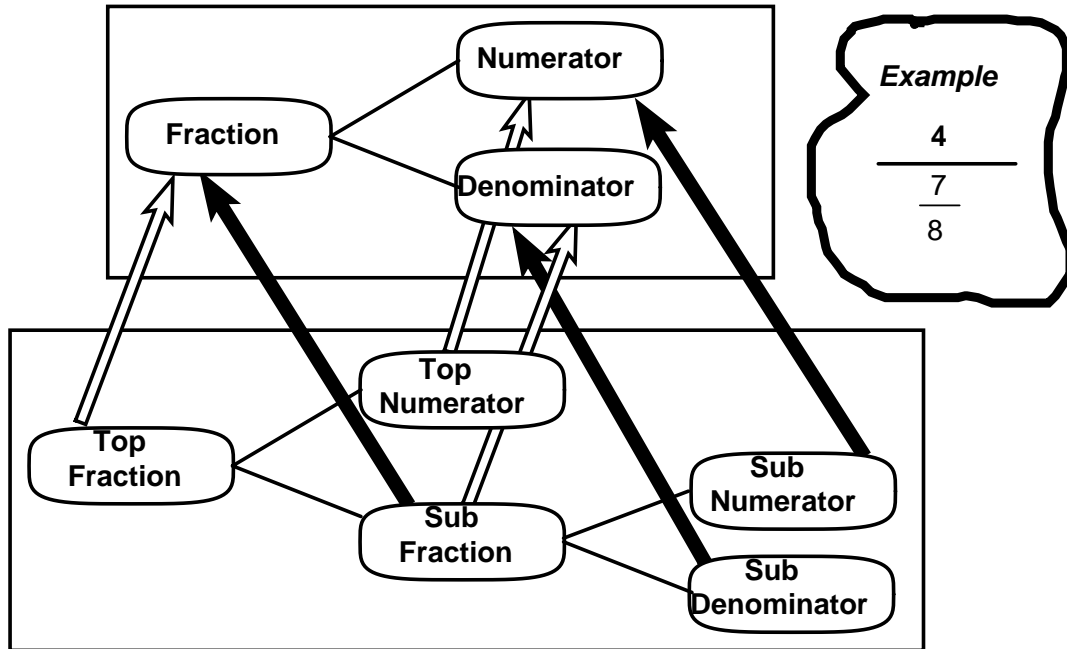 Numerator
Fraction
Denominator
Example
4
7
8
Top
Numerator
Top
Fraction
Sub
Fraction
Sub
Numerator
Sub
Denominator